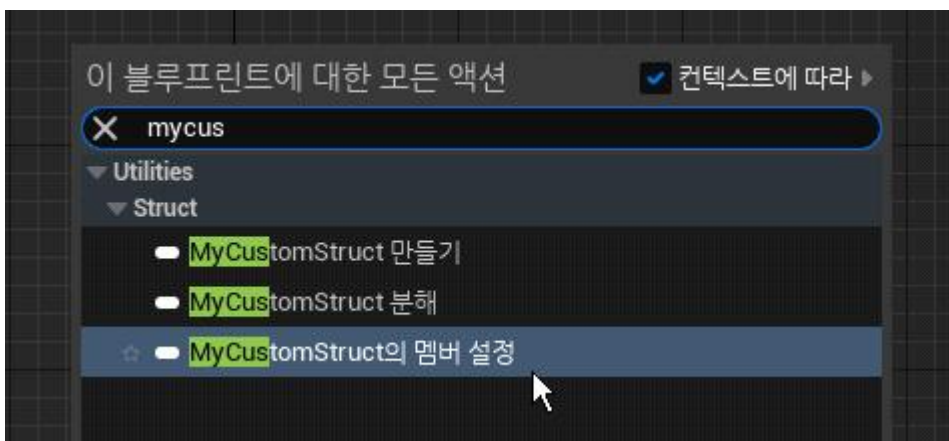 이 블루프린트에 대한 모든 액션 컨텍스트에 따라
mycus
Utilities
Struct
MyCustomStruct 만들기
MyCustomStruct 분해
MyCustomStruct의 멤버 설정